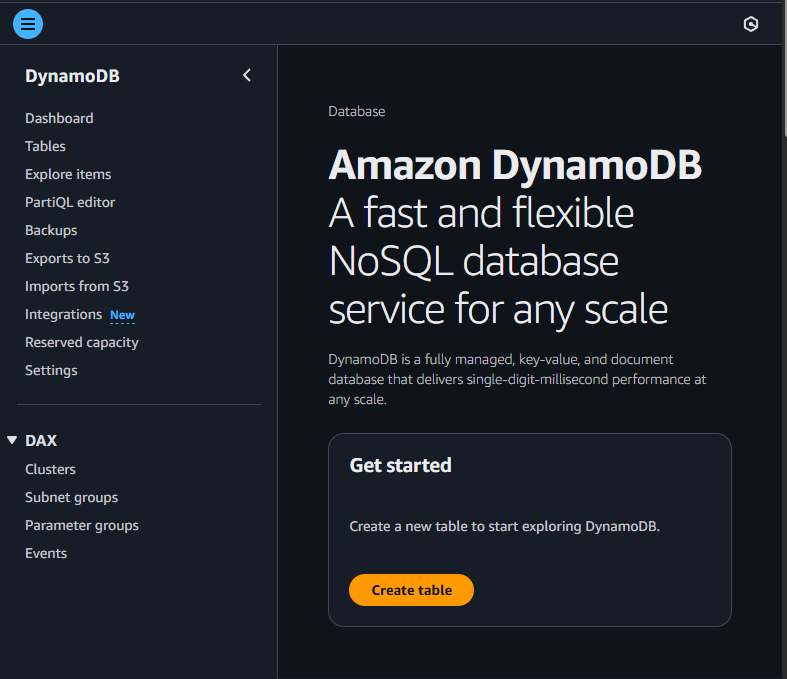 DynamoDB
Dashboard
Tables
Explore items
PartiQL editor
Backups
Exports to S3
Imports from S3
Integrations New
Reserved capacity
Settings
DAX
Clusters
Subnet groups
Parameter groups
Events
Database
Amazon DynamoDB
A fast and flexible
NoSQL database
service for any scale
DynamoDB is a fully managed, key-value, and document
database that delivers single-digit-millisecond performance at
any scale.
Get started
Create a new table to start exploring DynamoDB.
Create table